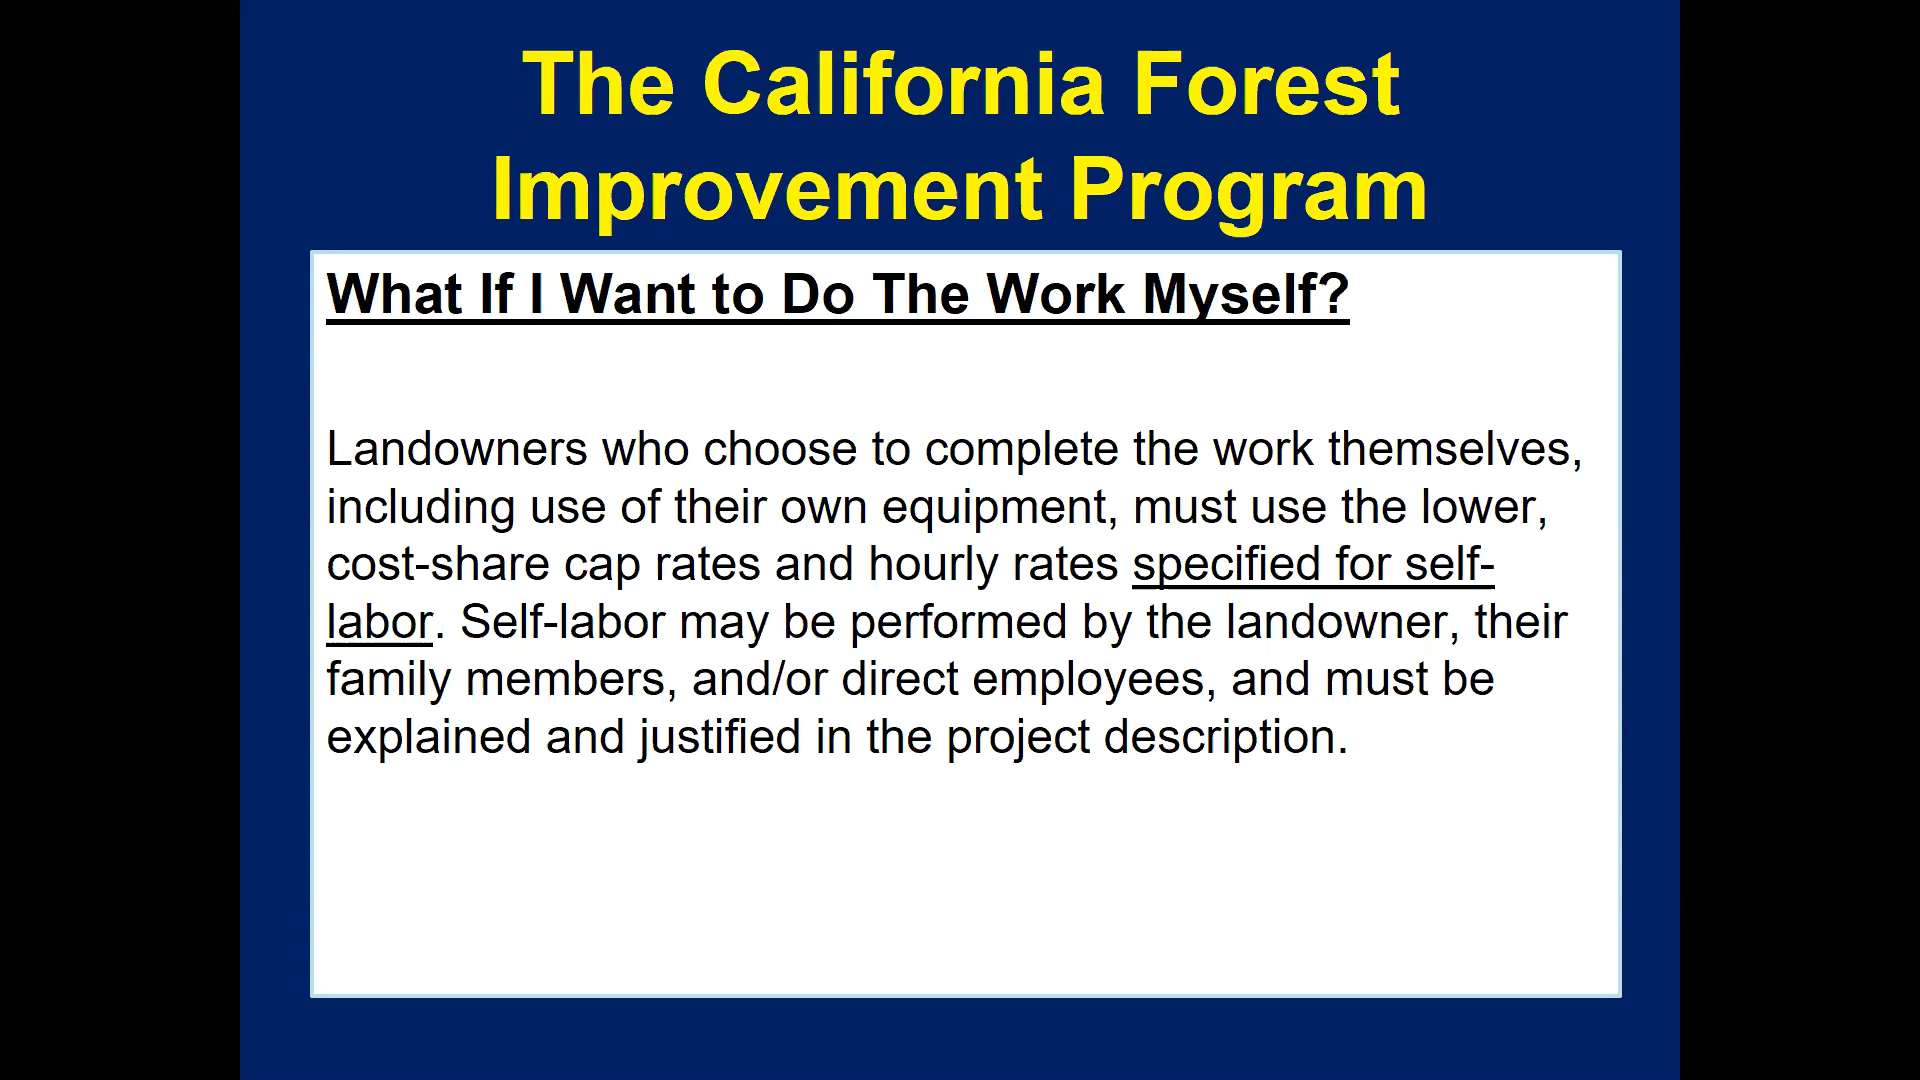 The California Forest
Improvement Program
What If I Want to Do The Work Myself?
Landowners who choose to complete the work themselves,
including use of their own equipment, must use the lower,
cost-share cap rates and hourly rates specified for self-
labor. Self-labor may be performed by the landowner, their
family members, and/or direct employees, and must be
explained and justified in the project description.